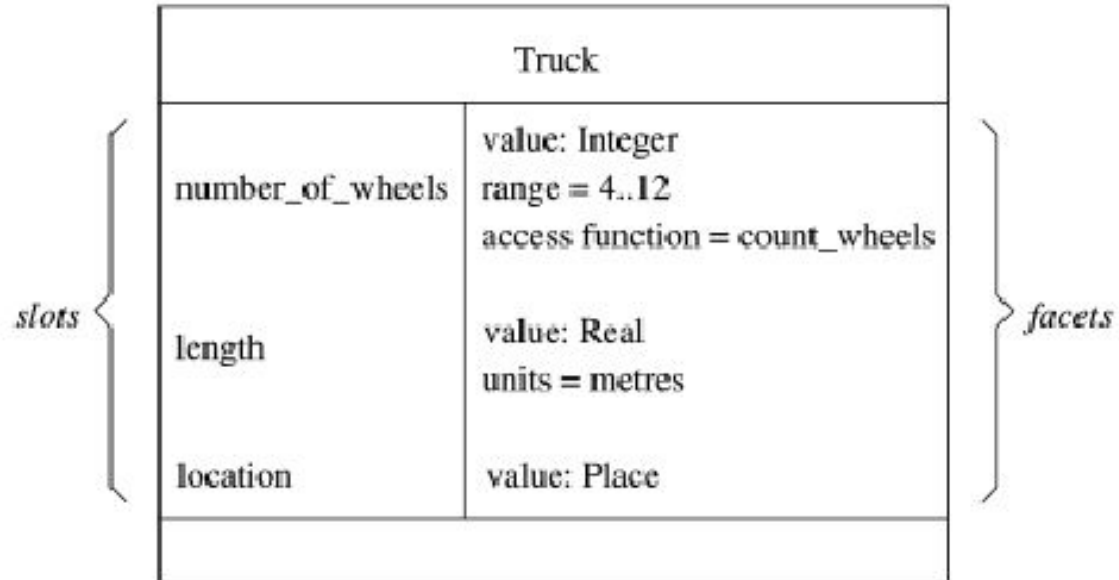 Truck
number_of_wheels
value: Integer
range = 4..12
access function = count_wheels
slots
length
value: Real
units = metres
facets
location
value: Place